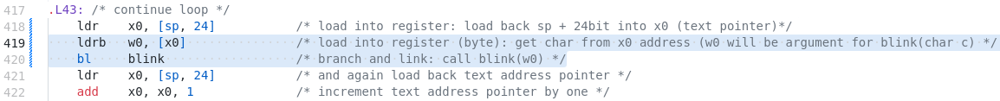 417 .L43: /* continue loop */
418 ldr x0, [sp, 24] /* load into register: load back sp + 24bit into x0 (text pointer)*/
419 ldrb w0, [x0] /* load into register (byte): get char from x0 address (w0 will be argument for blink(char c) */
420 bl blink /* branch and link: call blink(w0) */
421 ldr x0, [sp, 24] /* and again load back text address pointer */
422 add x0, x0, 1 /* increment text address pointer by one */